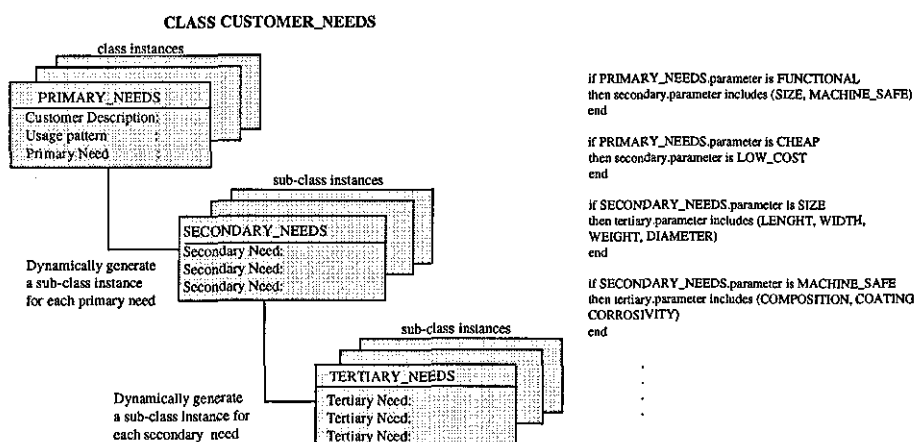 CLASS CUSTOMER_NEEDS
class instances
PRIMARY_NEEDS
Customer Description:
Usage pattern :
Primary Need :
sub-class instances
SECONDARY_NEEDS
Secondary Need:
Secondary Need:
Secondary Need:
Dynamically generate
a sub-class instance
for each primary need
sub-class instances
TERTIARY_NEEDS
Tertiary Need:
Tertiary Need:
Tertiary Need:
Dynamically generate
a sub-class instance for
each secondary need
if PRIMARY_NEEDS.parameter is FUNCTIONAL
then secondary.parameter includes (SIZE, MACHINE_SAFE)
end
if PRIMARY_NEEDS.parameter is CHEAP
then secondary.parameter is LOW_COST
end
if SECONDARY_NEEDS.parameter is SIZE
then tertiary.parameter includes (LENGHT, WIDTH,
WEIGHT, DIAMETER)
end
if SECONDARY_NEEDS.parameter is MACHINE_SAFE
then tertiary.parameter includes (COMPOSITION, COATING
CORROSIVITY)
end